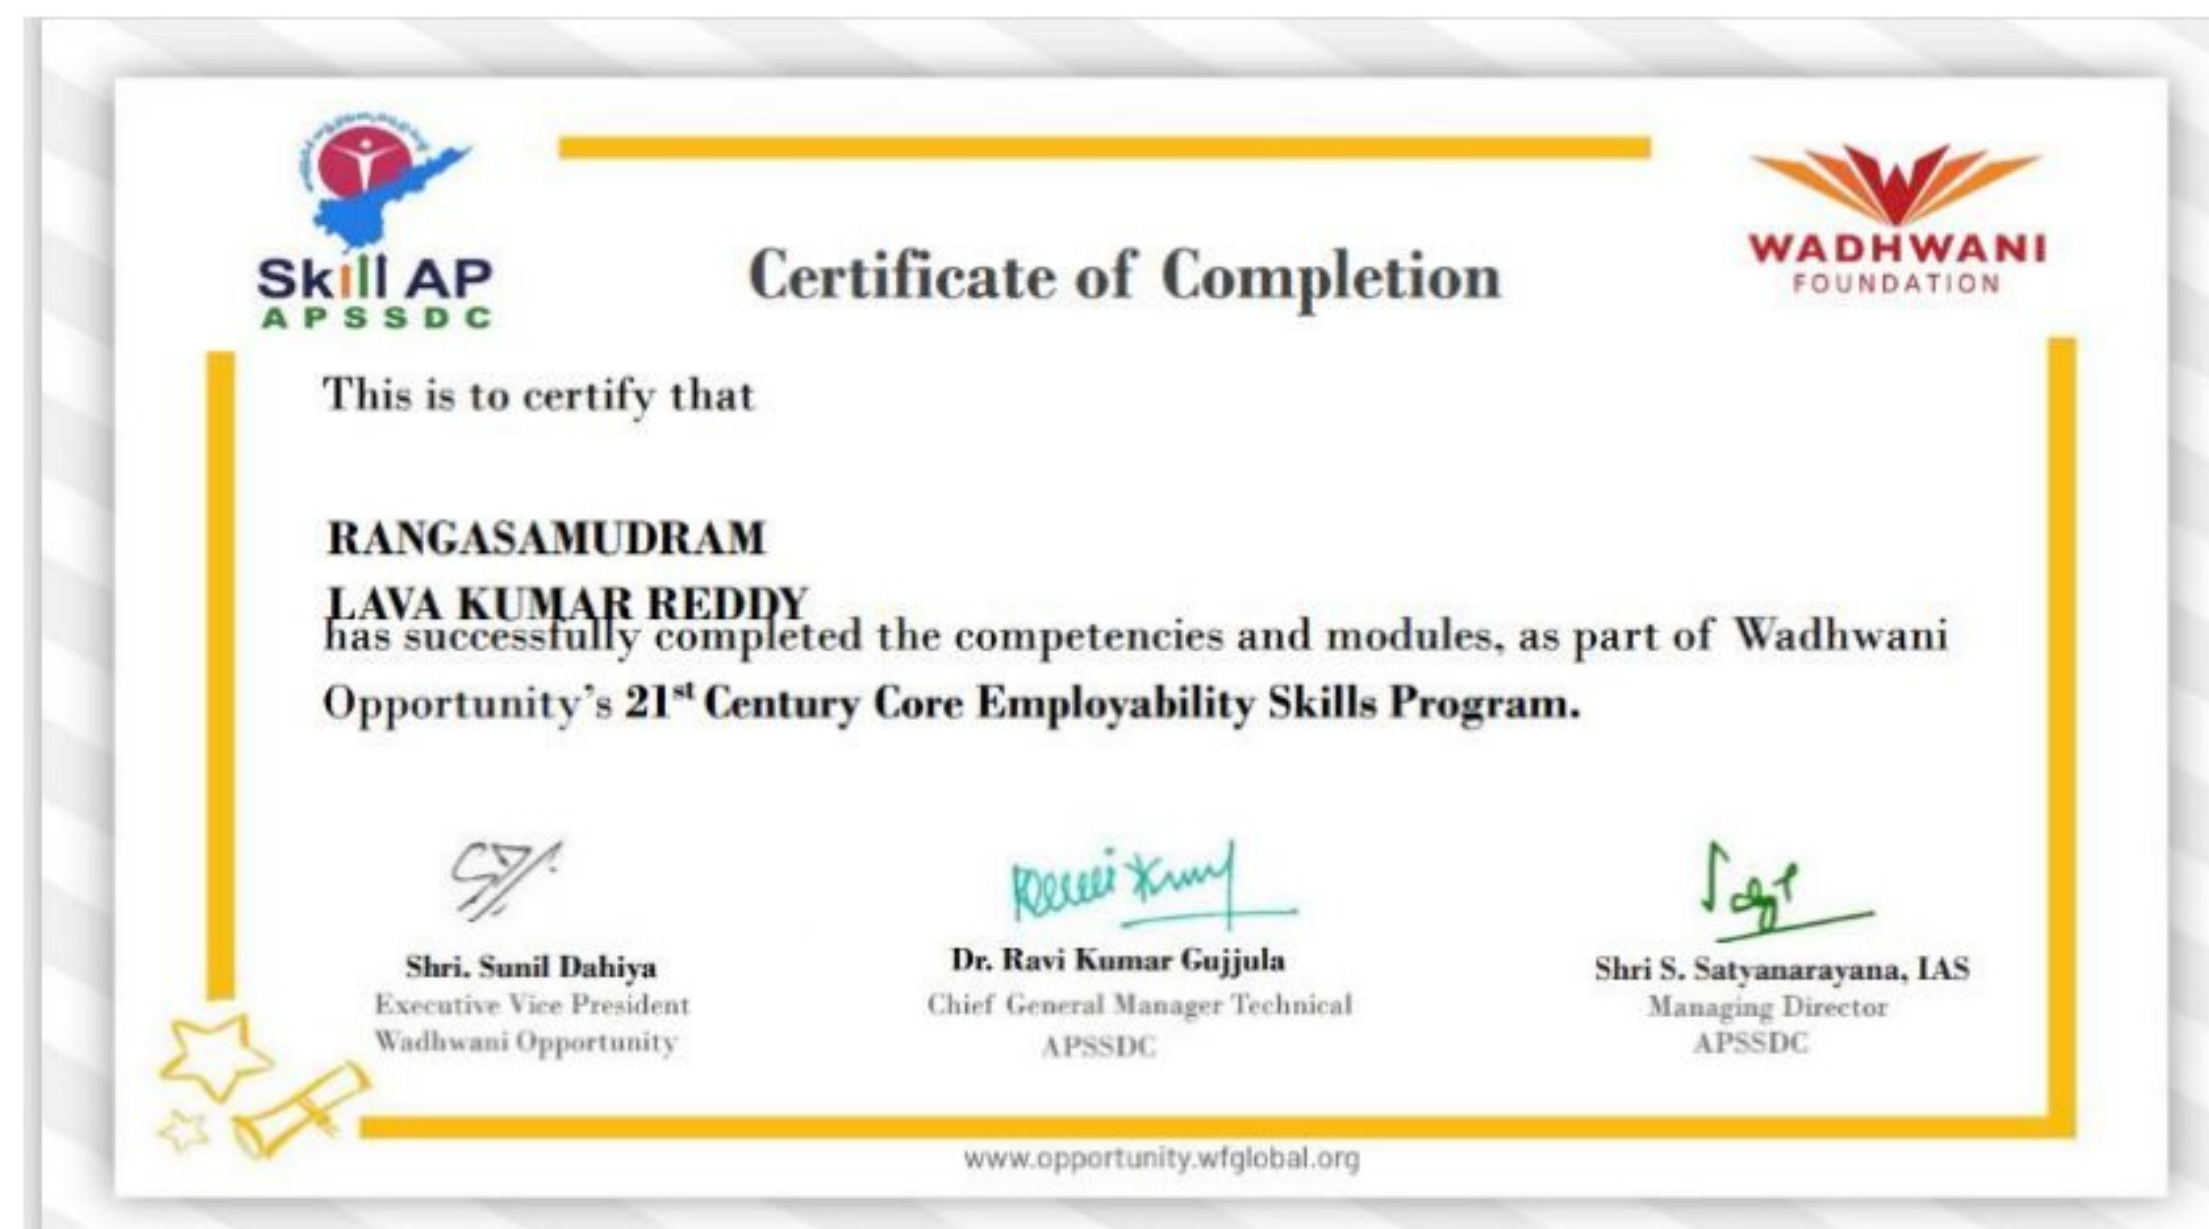 Skill AP
APSSDC
WADHWANI
FOUNDATION
Certificate of Completion
This is to certify that
RANGASAMUDRAM
LAVA KUMAR REDDY
has successfully completed the competencies and modules, as part of Wadhwani
Opportunity's 21st Century Core Employability Skills Program.
Shri. Sunil Dahiya
Executive Vice President
Wadhwani Opportunity
Dr. Ravi Kumar Gujjula
Chief General Manager Technical
APSSDC
Shri S. Satyanarayana, IAS
Managing Director
APSSDC
www.opportunity.wfglobal.org